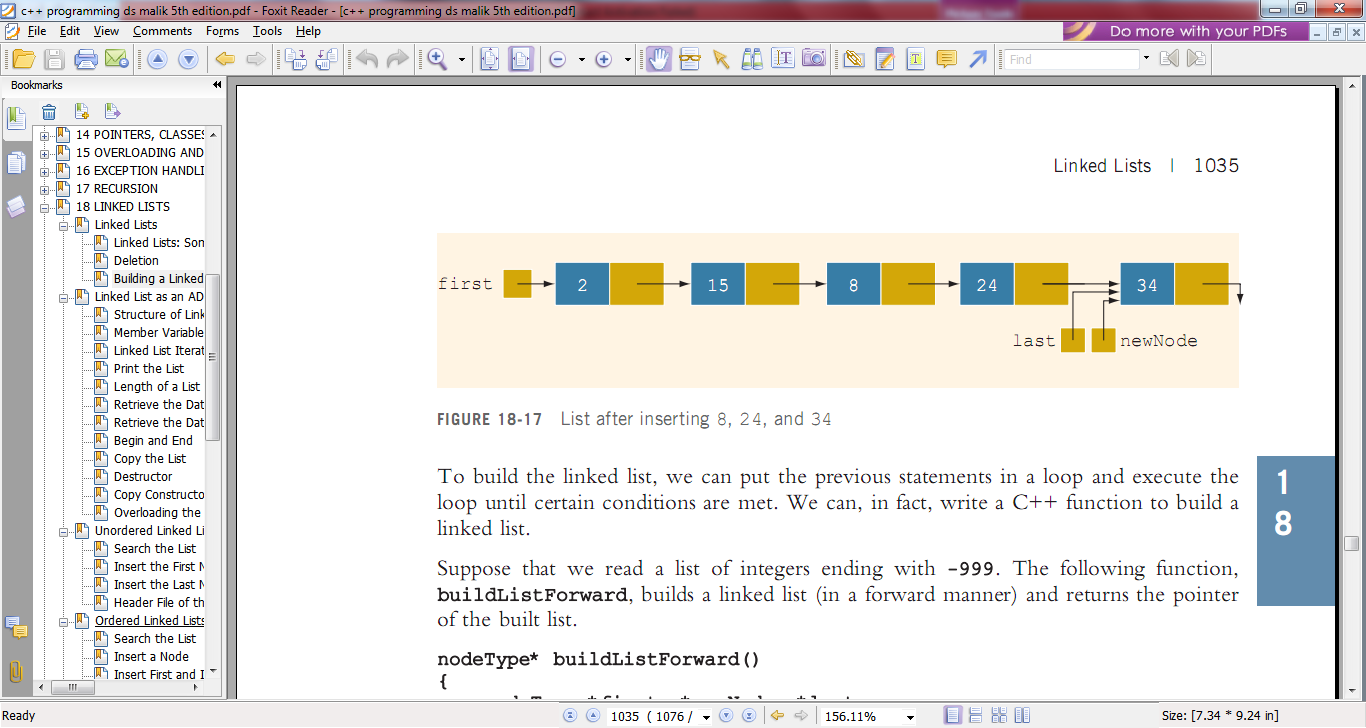 c++ programming ds malik 5th edition.pdf - Foxit Reader - [c++ programming ds malik 5th edition.pdf]
File Edit View Comments Forms Tools Help
Do more with your PDFs
Find
Bookmarks
14 POINTERS, CLASSES
15 OVERLOADING AND
16 EXCEPTION HANDLI
17 RECURSION
18 LINKED LISTS
Linked Lists
Linked Lists: Son
Deletion
Building a Linked
Linked List as an AD
Structure of Link
Member Variable
Linked List Iterat
Print the List
Length of a List
Retrieve the Dat
Retrieve the Dat
Begin and End
Copy the List
Destructor
Copy Constructo
Overloading the
Unordered Linked Li
Search the List
Insert the First N
Insert the Last N
Header File of th
Ordered Linked Lists
Search the List
Insert a Node
Insert First and I
Linked Lists | 1035
first 2 15 8 24 34
last newNode
FIGURE 18-17 List after inserting 8, 24, and 34
To build the linked list, we can put the previous statements in a loop and execute the
loop until certain conditions are met. We can, in fact, write a C++ function to build a
linked list.
1
8
Suppose that we read a list of integers ending with -999. The following function,
buildListForward, builds a linked list (in a forward manner) and returns the pointer
of the built list.
nodeType* buildListForward()
{
Ready
1035 ( 1076 /
156.11%
Size: [7.34 * 9.24 in]